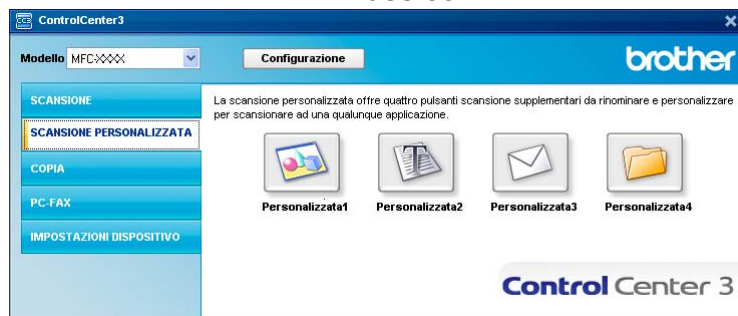 ControlCenter3
Modello MFC-XXXX Configurazione brother
SCANSIONE
SCANSIONE PERSONALIZZATA
COPIA
PC-FAX
IMPOSTAZIONI DISPOSITIVO
La scansione personalizzata offre quattro pulsanti scansione supplementari da rinominare e personalizzare
per scansionare ad una qualunque applicazione.
Personalizzata1 Personalizzata2 Personalizzata3 Personalizzata4
Control Center 3